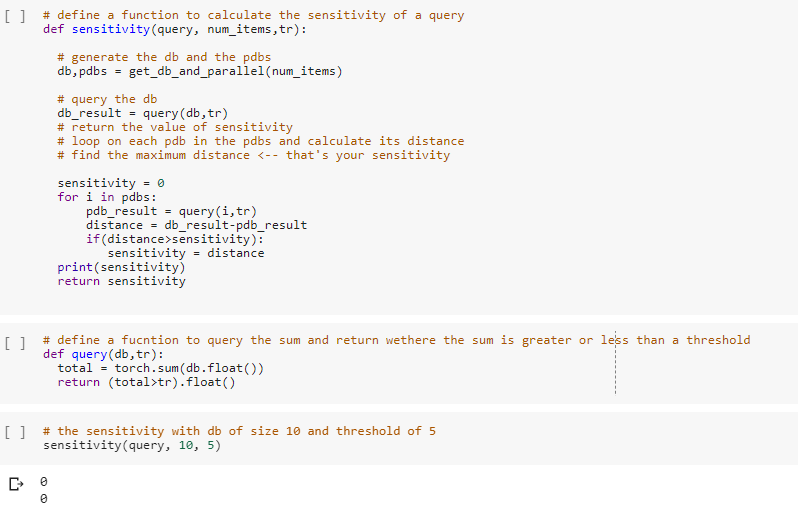 [ ] # define a function to calculate the sensitivity of a query
def sensitivity(query, num_items,tr):
# generate the db and the pdbs
db,pdbs = get_db_and_parallel(num_items)
# query the db
db_result = query(db,tr)
# return the value of sensitivity
# loop on each pdb in the pdbs and calculate its distance
# find the maximum distance <-- that's your sensitivity
sensitivity = 0
for i in pdbs:
pdb_result = query(i,tr)
distance = db_result-pdb_result
if(distance>sensitivity):
sensitivity = distance
print(sensitivity)
return sensitivity
[ ] # define a fucntion to query the sum and return wethere the sum is greater or less than a threshold
def query(db,tr):
total = torch.sum(db.float())
return (total>tr).float()
[ ] # the sensitivity with db of size 10 and threshold of 5
sensitivity(query, 10, 5)
0
0